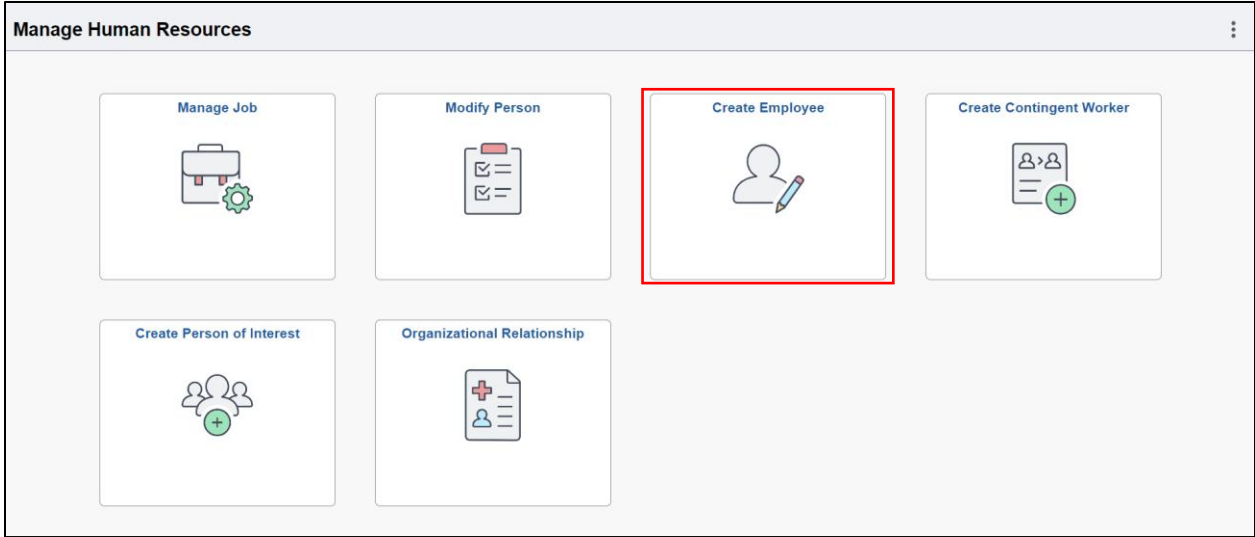 Manage Human Resources
Manage Job
Modify Person
Create Employee
Create Contingent Worker
Create Person of Interest
Organizational Relationship